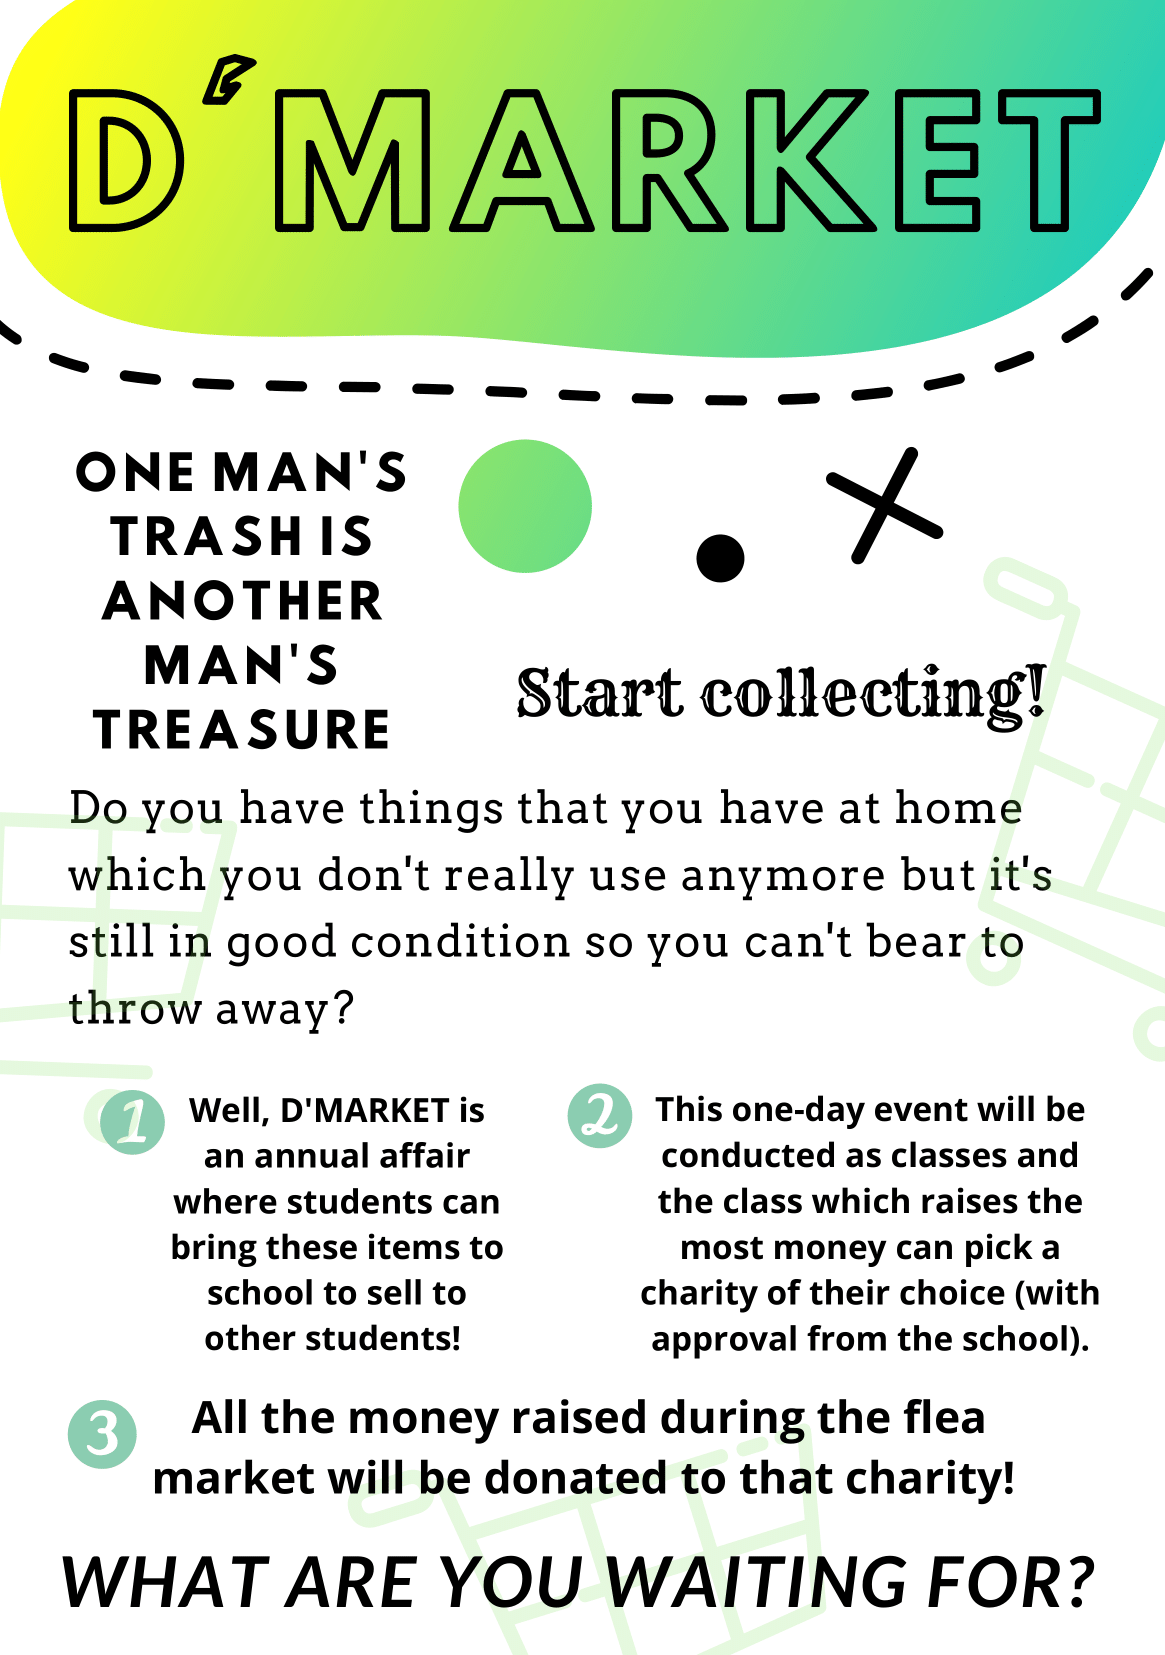 D'MARKET
ONE MAN'S
TRASH IS
ANOTHER
MAN'S
TREASURE
Start collecting!
Do you have things that you have at home
which you don't really use anymore but it's
still in good condition so you can't bear to
throw away?
1
Well, D'MARKET is
an annual affair
where students can
bring these items to
school to sell to
other students!
2
This one-day event will be
conducted as classes and
the class which raises the
most money can pick a
charity of their choice (with
approval from the school).
3
All the money raised during the flea
market will be donated to that charity!
WHAT ARE YOU WAITING FOR?